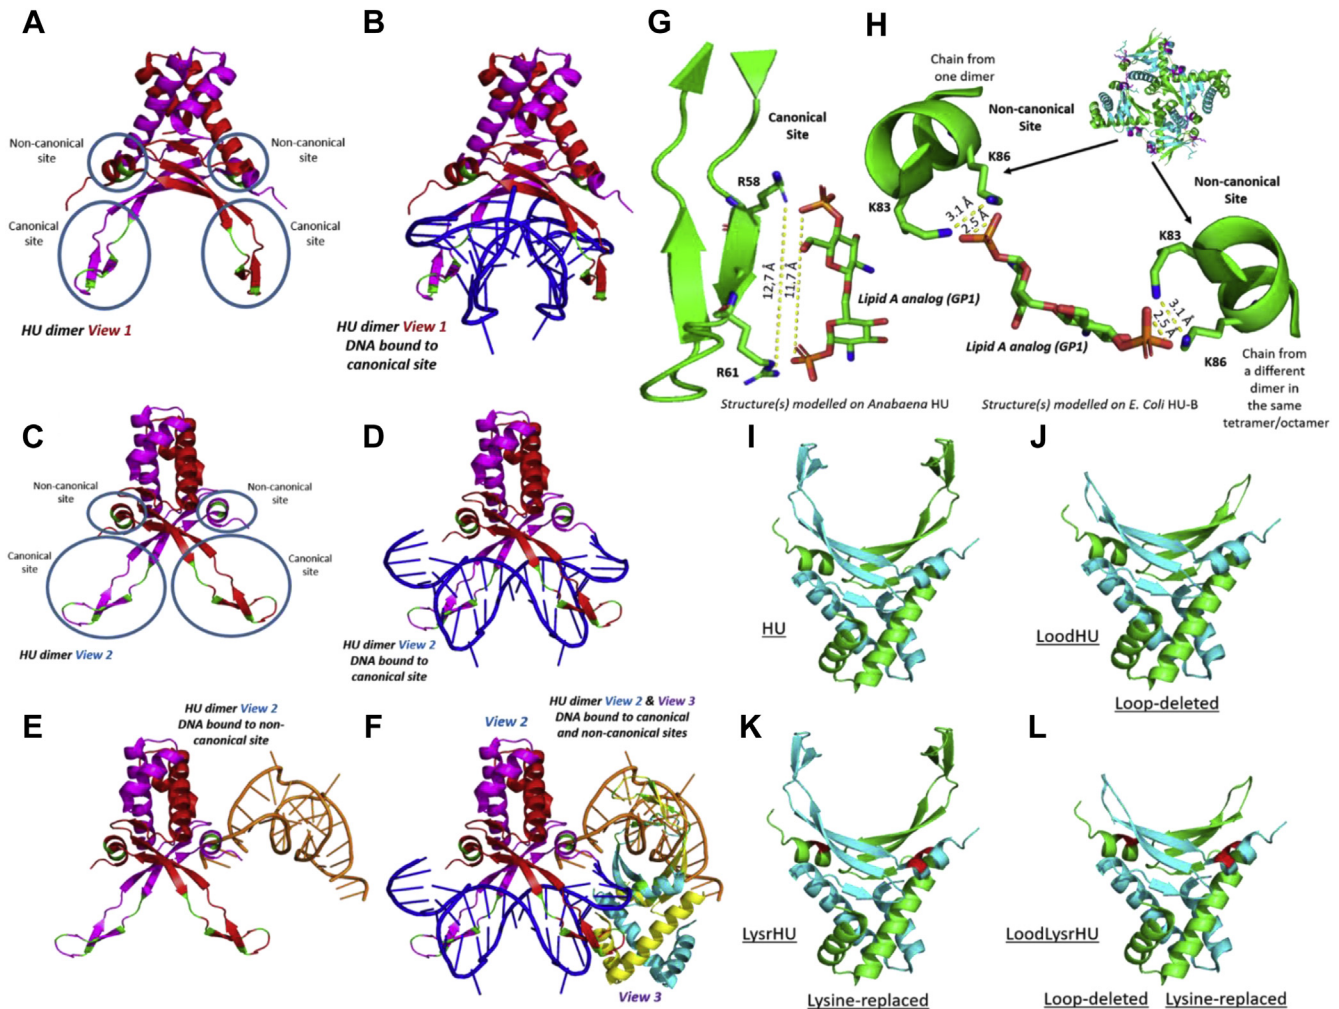 A
Non-canonical
site
Non-canonical
site
Canonical
site
Canonical
site
HU dimer View 1
B
HU dimer View 1
DNA bound to
canonical site
C
Non-canonical
site
Non-canonical
site
Canonical
site
Canonical
site
HU dimer View 2
D
HU dimer View 2
DNA bound to
canonical site
E
HU dimer View 2
DNA bound to non-
canonical site
F
View 2
HU dimer View 2 & View 3
DNA bound to canonical
and non-canonical sites
View 3
G
Canonical
Site
R58
12.7 Å
11.7 Å
Lipid A analog (GP1)
R61
Structure(s) modelled on Anabaena HU
H
Chain from
one dimer
Non-canonical
Site
K86
K83
3.1 Å
2.5 Å
Non-canonical
Site
K83
3.1 Å
2.5 Å
Lipid A analog (GP1)
K86
Chain from
a different
dimer in
the same
tetramer/octamer
Structure(s) modelled on E. Coli HU-B
I
HU
J
LoodHU
Loop-deleted
K
LysrHU
Lysine-replaced
L
LoodLysrHU
Loop-deleted Lysine-replaced